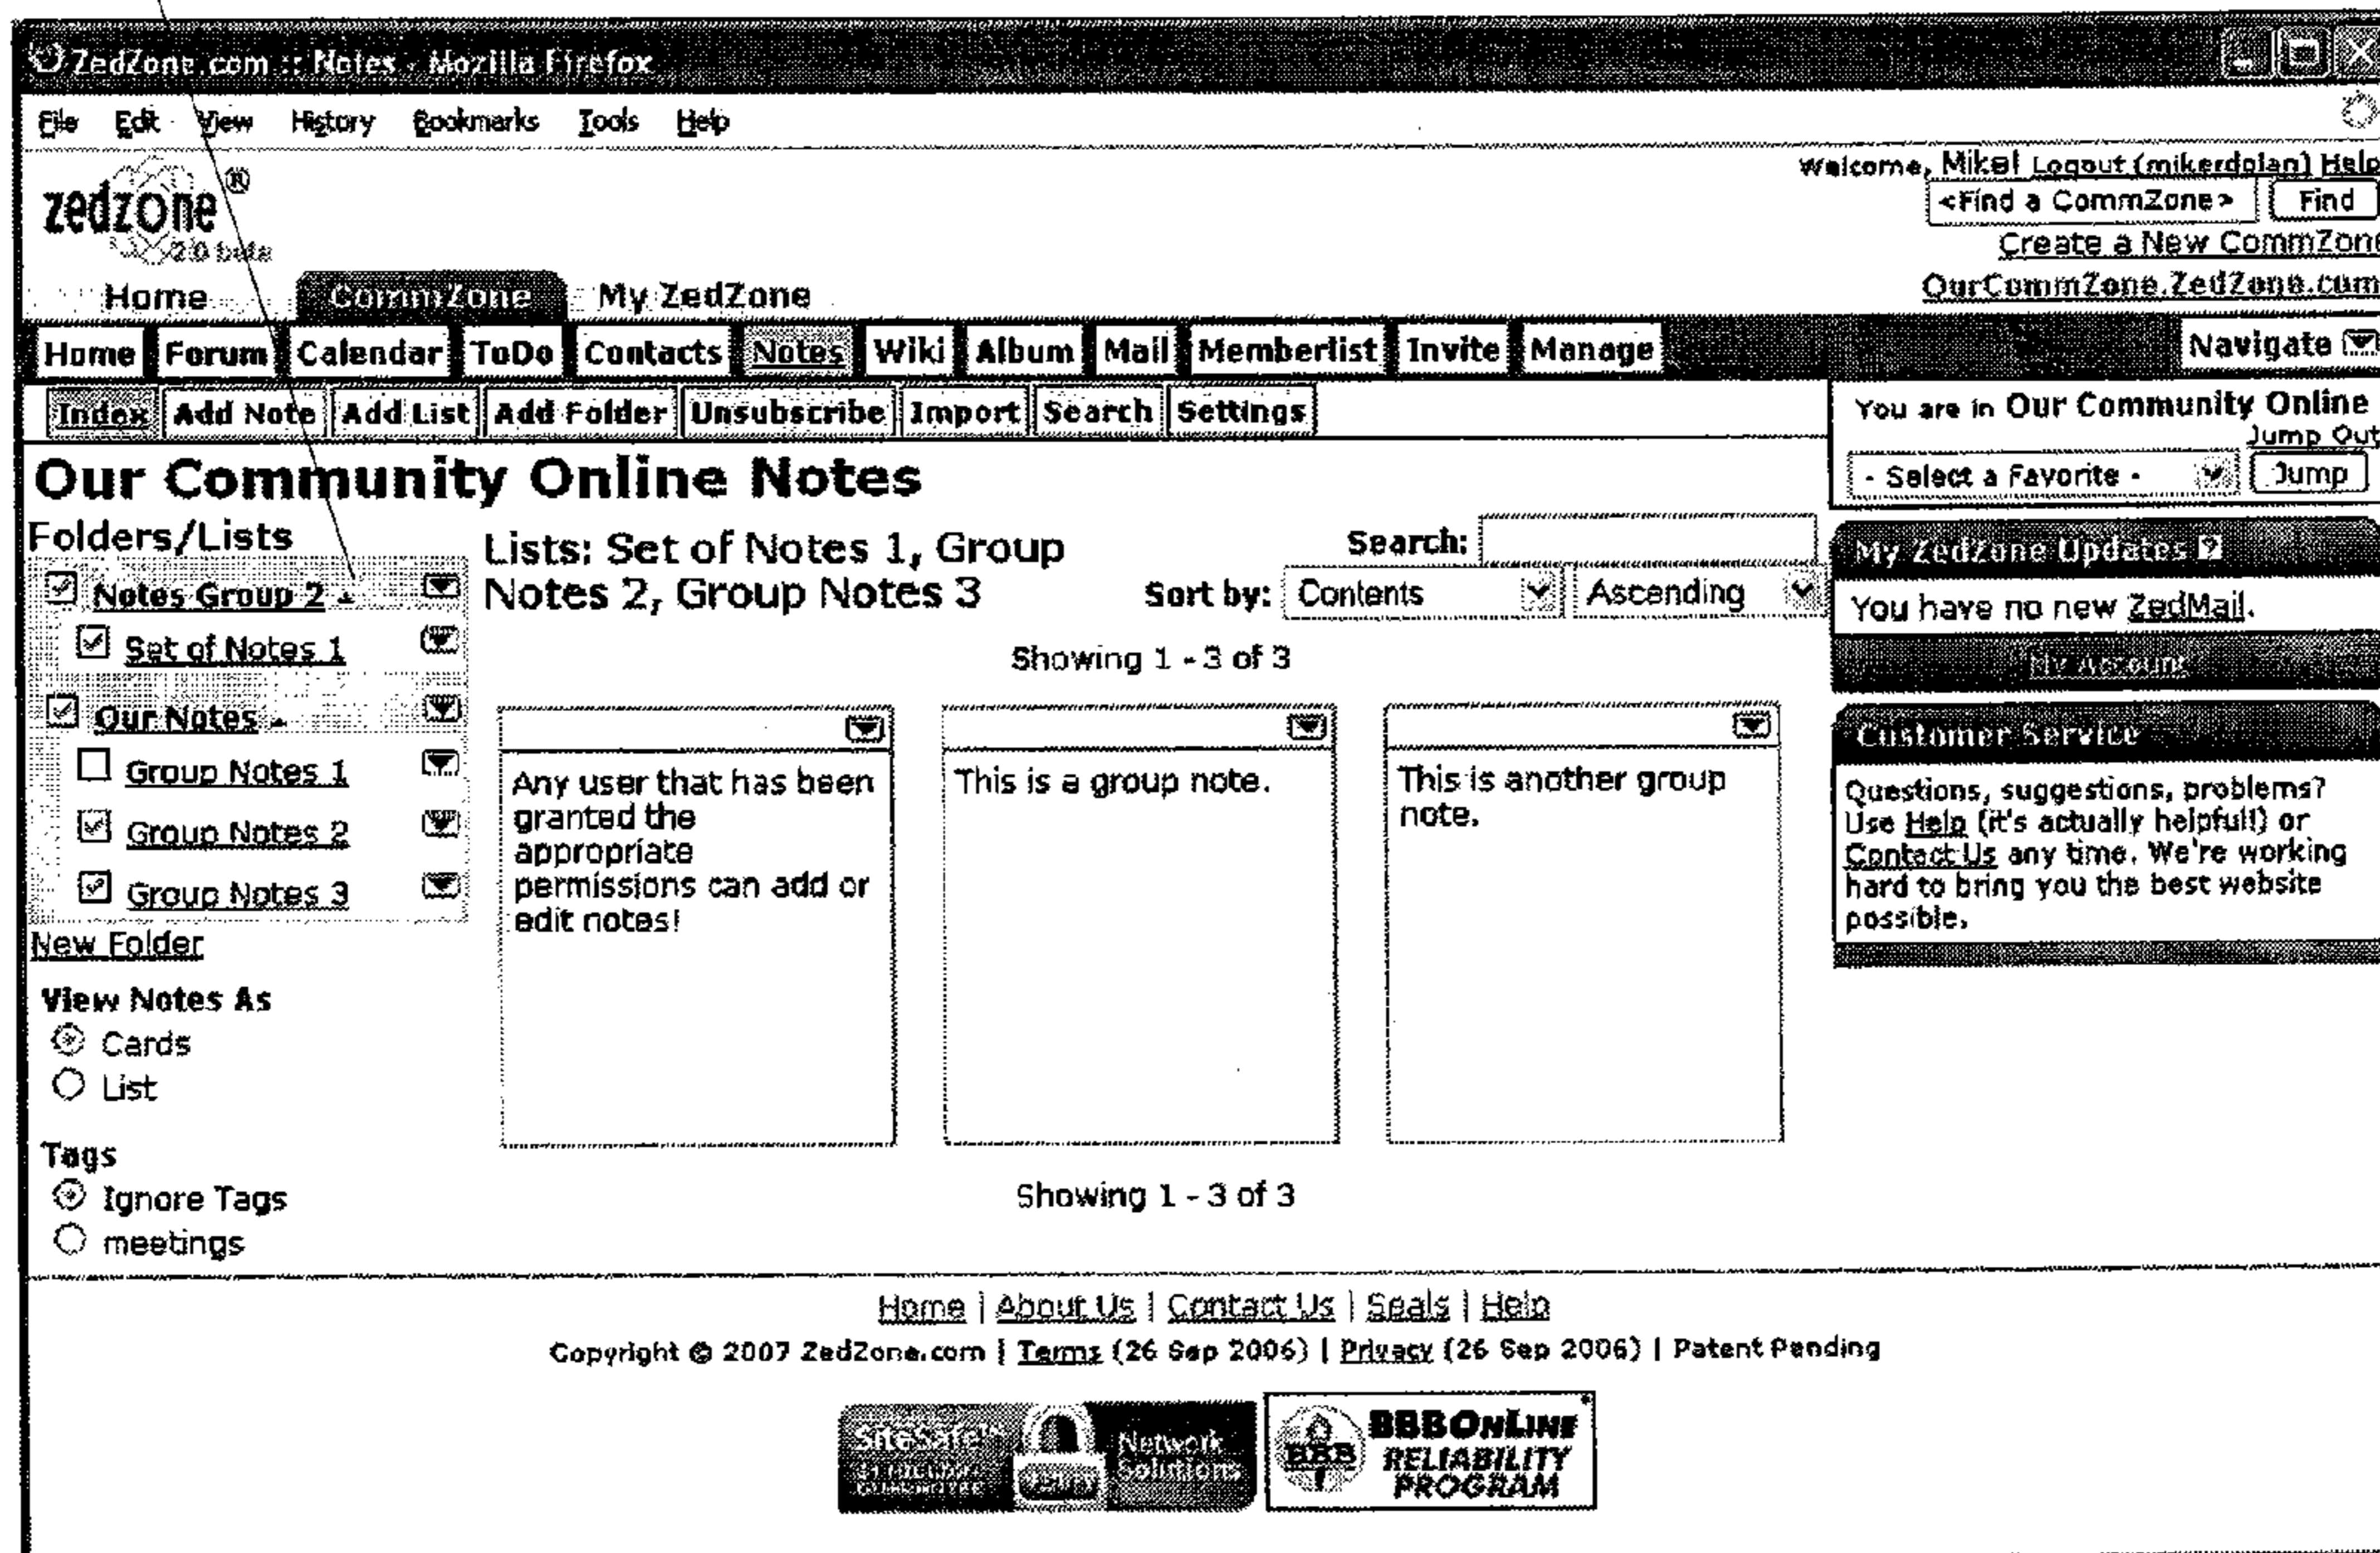 ZedZone.com :: Notes - Mozilla Firefox
File Edit View History Bookmarks Tools Help
Welcome, Mike! Logout (mikerdolan) Help
zedzone®
2.0 beta
<Find a CommZone> Find
Create a New CommZone
OurCommZone.ZedZone.com
Home CommZone My ZedZone
Home Forum Calendar ToDo Contacts Notes Wiki Album Mail Memberlist Invite Manage Navigate
Index Add Note Add List Add Folder Unsubscribe Import Search Settings
You are in Our Community Online
Jump Out
- Select a Favorite - Jump
Our Community Online Notes
Folders/Lists
Notes Group 2
Set of Notes 1
Our Notes
Group Notes 1
Group Notes 2
Group Notes 3
New Folder
View Notes As
Cards
List
Tags
Ignore Tags
meetings
Lists: Set of Notes 1, Group
Notes 2, Group Notes 3
Search:
Sort by: Contents Ascending
Showing 1 - 3 of 3
Any user that has been
granted the
appropriate
permissions can add or
edit notes!
This is a group note.
This is another group
note.
Showing 1 - 3 of 3
My ZedZone Updates ?
You have no new ZedMail.
My Account
Customer Service
Questions, suggestions, problems?
Use Help (it's actually helpful!) or
Contact Us any time. We're working
hard to bring you the best website
possible.
Home | About Us | Contact Us | Seals | Help
Copyright © 2007 ZedZone.com | Terms (26 Sep 2006) | Privacy (26 Sep 2006) | Patent Pending
SiteSafe™
Network
Solutions
BBB
BBBOnLine
RELIABILITY
PROGRAM